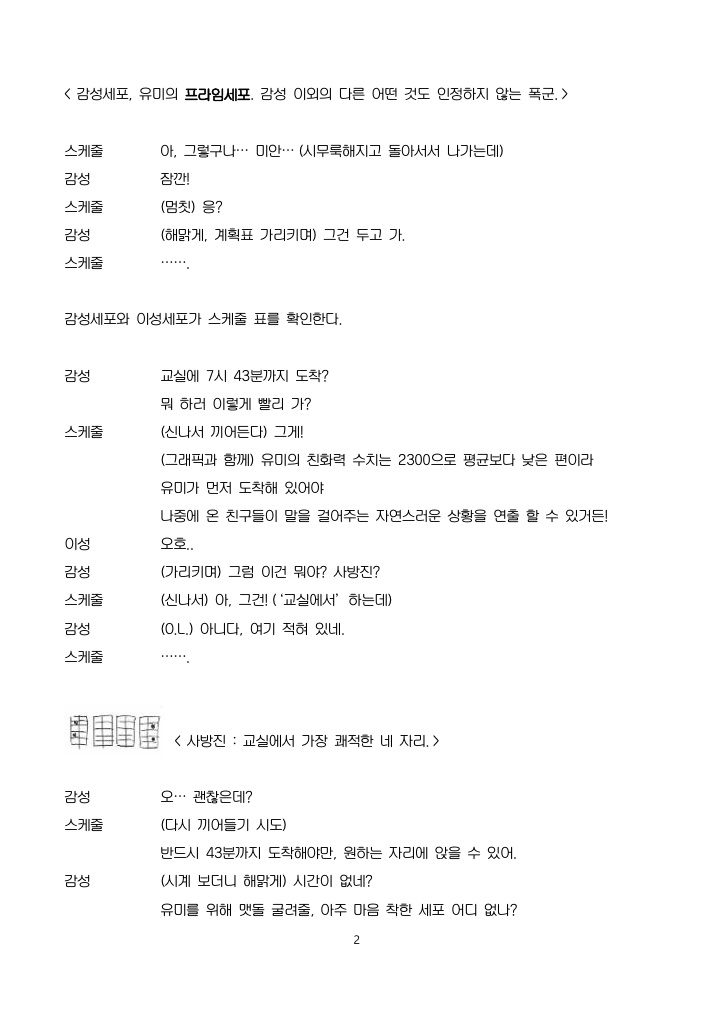 < 감성세포, 유미의 프라임세포. 감성 이외의 다른 어떤 것도 인정하지 않는 폭군. >
스케줄 아, 그렇구나… 미안… (시무룩해지고 돌아서서 나가는데)
감성 잠깐!
스케줄 (멈칫) 응?
감성 (해맑게, 계획표 가리키며) 그건 두고 가.
스케줄 …….
감성세포와 이성세포가 스케줄 표를 확인한다.
감성 교실에 7시 43분까지 도착?
뭐 하러 이렇게 빨리 가?
스케줄 (신나서 끼어든다) 그게!
(그래픽과 함께) 유미의 친화력 수치는 2300으로 평균보다 낮은 편이라
유미가 먼저 도착해 있어야
나중에 온 친구들이 말을 걸어주는 자연스러운 상황을 연출 할 수 있거든!
이성 오호..
감성 (가리키며) 그럼 이건 뭐야? 사방진?
스케줄 (신나서) 아, 그건! ( ‘교실에서’ 하는데)
감성 (O.L.) 아니다, 여기 적혀 있네.
스케줄 …….
< 사방진 : 교실에서 가장 쾌적한 네 자리. >
감성 오… 괜찮은데?
스케줄 (다시 끼어들기 시도)
반드시 43분까지 도착해야만, 원하는 자리에 앉을 수 있어.
감성 (시계 보더니 해맑게) 시간이 없네?
유미를 위해 맷돌 굴려줄, 아주 마음 착한 세포 어디 없나?
2